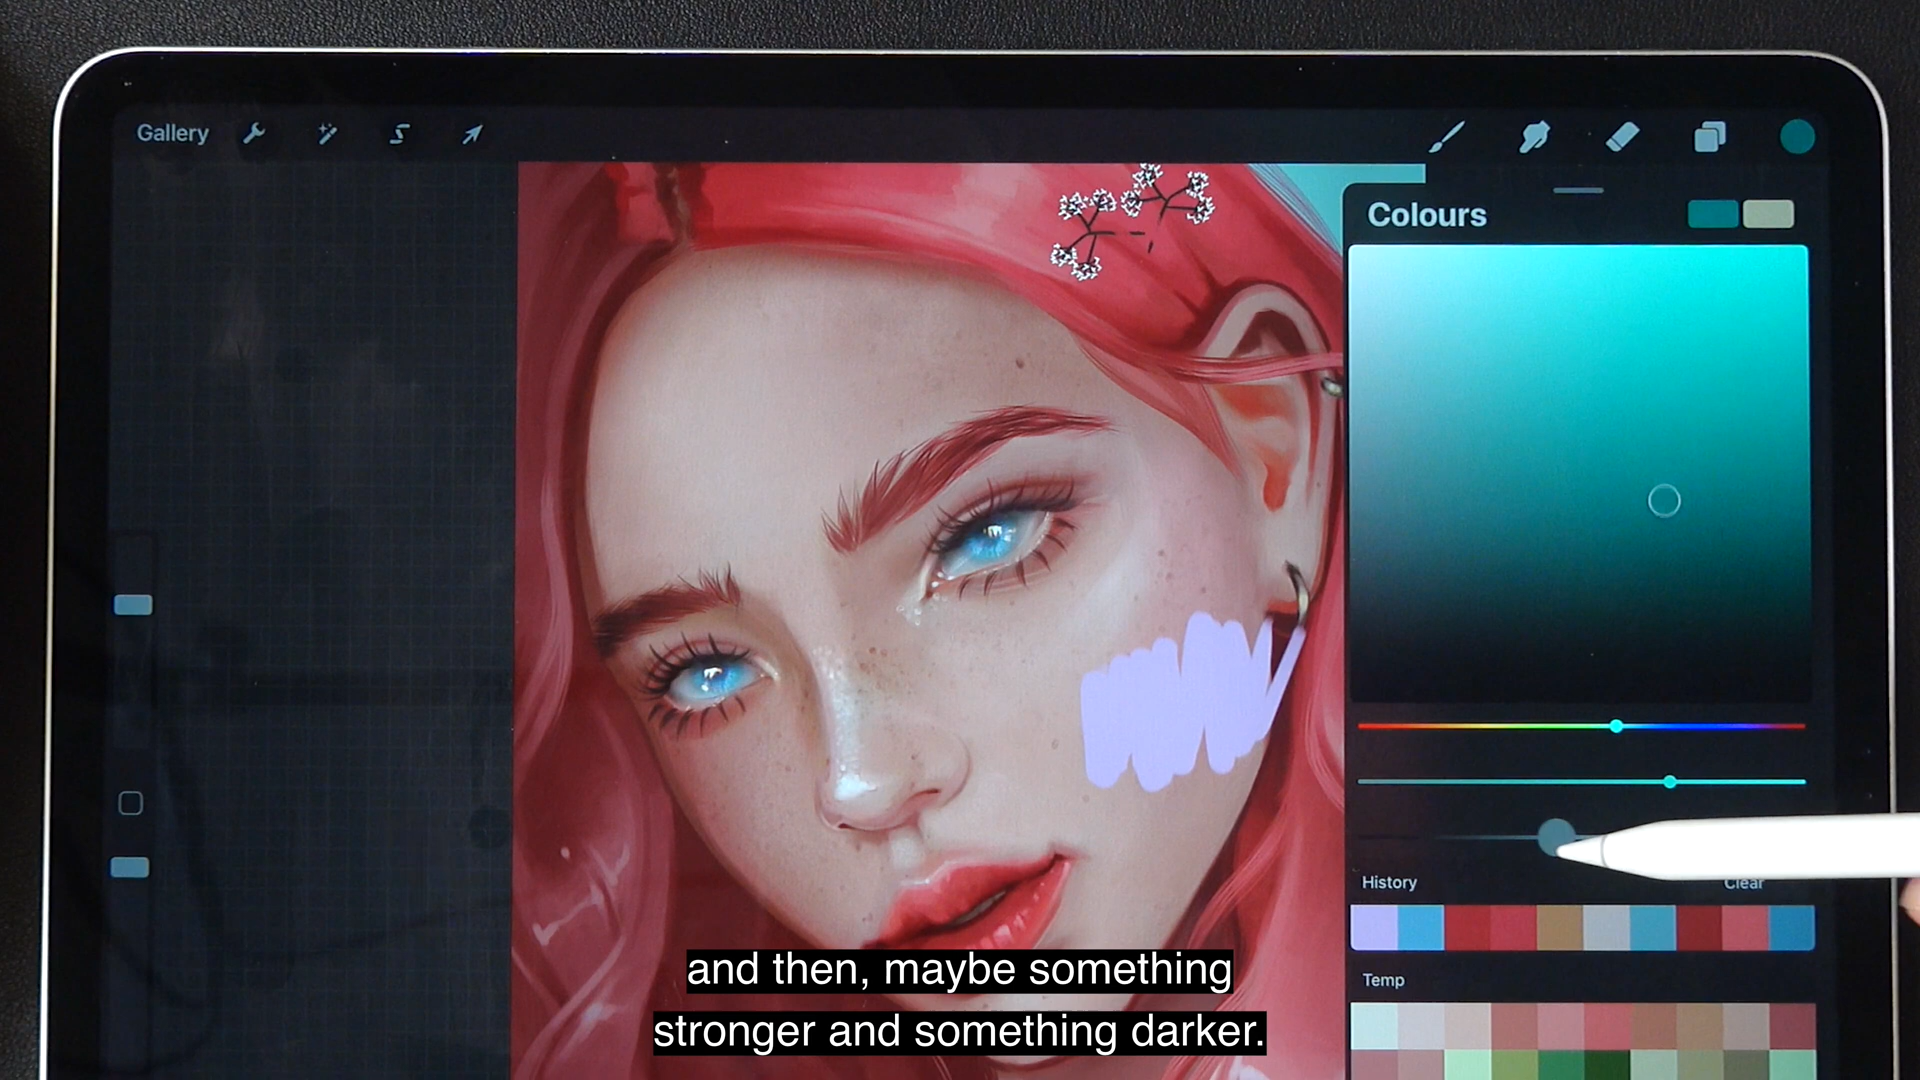 Gallery
Colours
History
Clear
Temp
and then, maybe something
stronger and something darker.